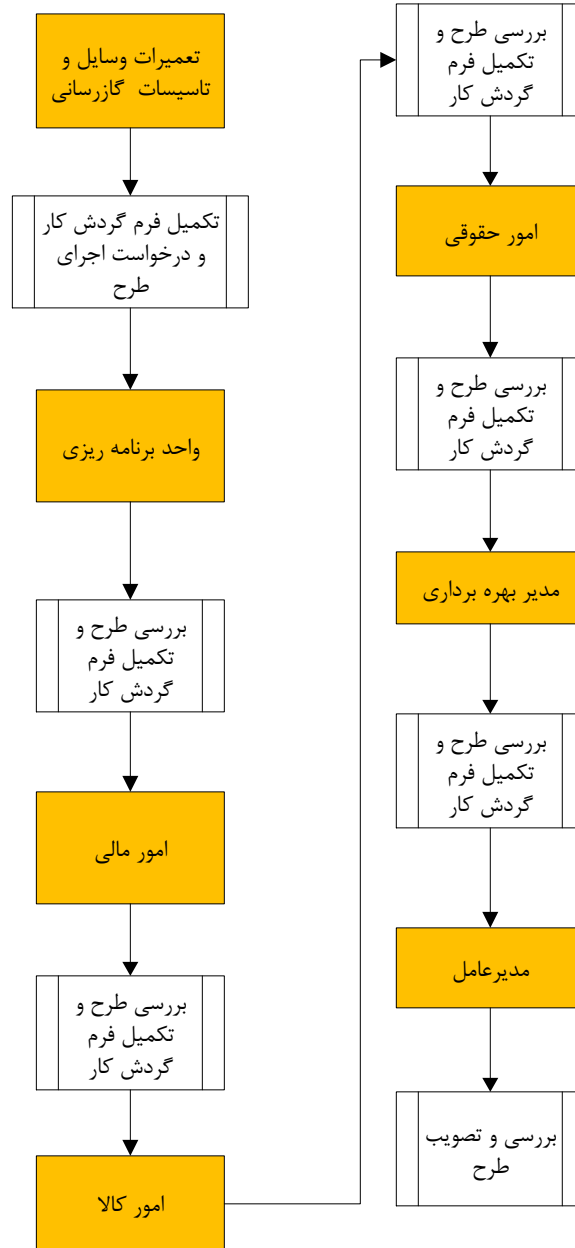 تعمیرات وسایل و
تاسیسات گازرسانی
تکمیل فرم گردش کار
و درخواست اجرای
طرح
واحد برنامه ریزی
بررسی طرح و
تکمیل فرم
گردش کار
امور مالی
بررسی طرح و
تکمیل فرم
گردش کار
امور کالا
بررسی طرح و
تکمیل فرم
گردش کار
امور حقوقی
بررسی طرح و
تکمیل فرم
گردش کار
مدیر بهره برداری
بررسی طرح و
تکمیل فرم
گردش کار
مدیرعامل
بررسی و تصویب
طرح